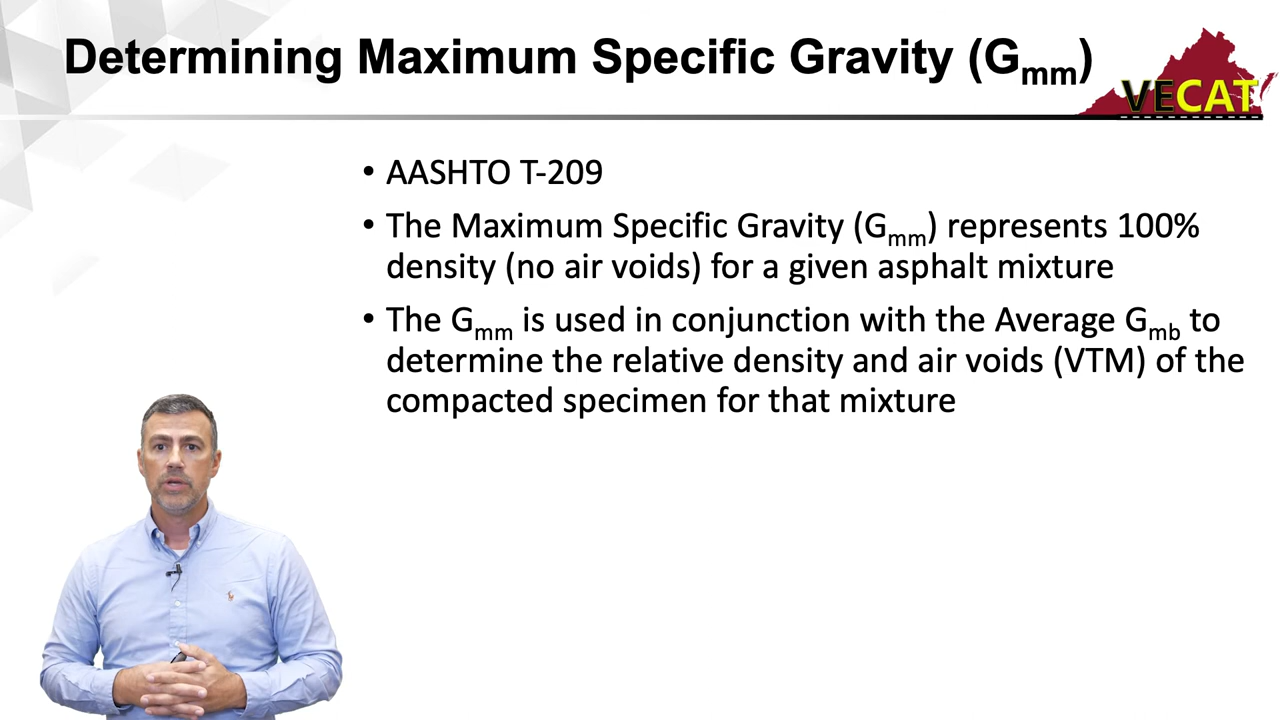 Determining Maximum Specific Gravity (Gmm)
VECAT
• AASHTO T-209
• The Maximum Specific Gravity (Gmm) represents 100%
density (no air voids) for a given asphalt mixture
• The Gmm is used in conjunction with the Average Gmb to
determine the relative density and air voids (VTM) of the
compacted specimen for that mixture